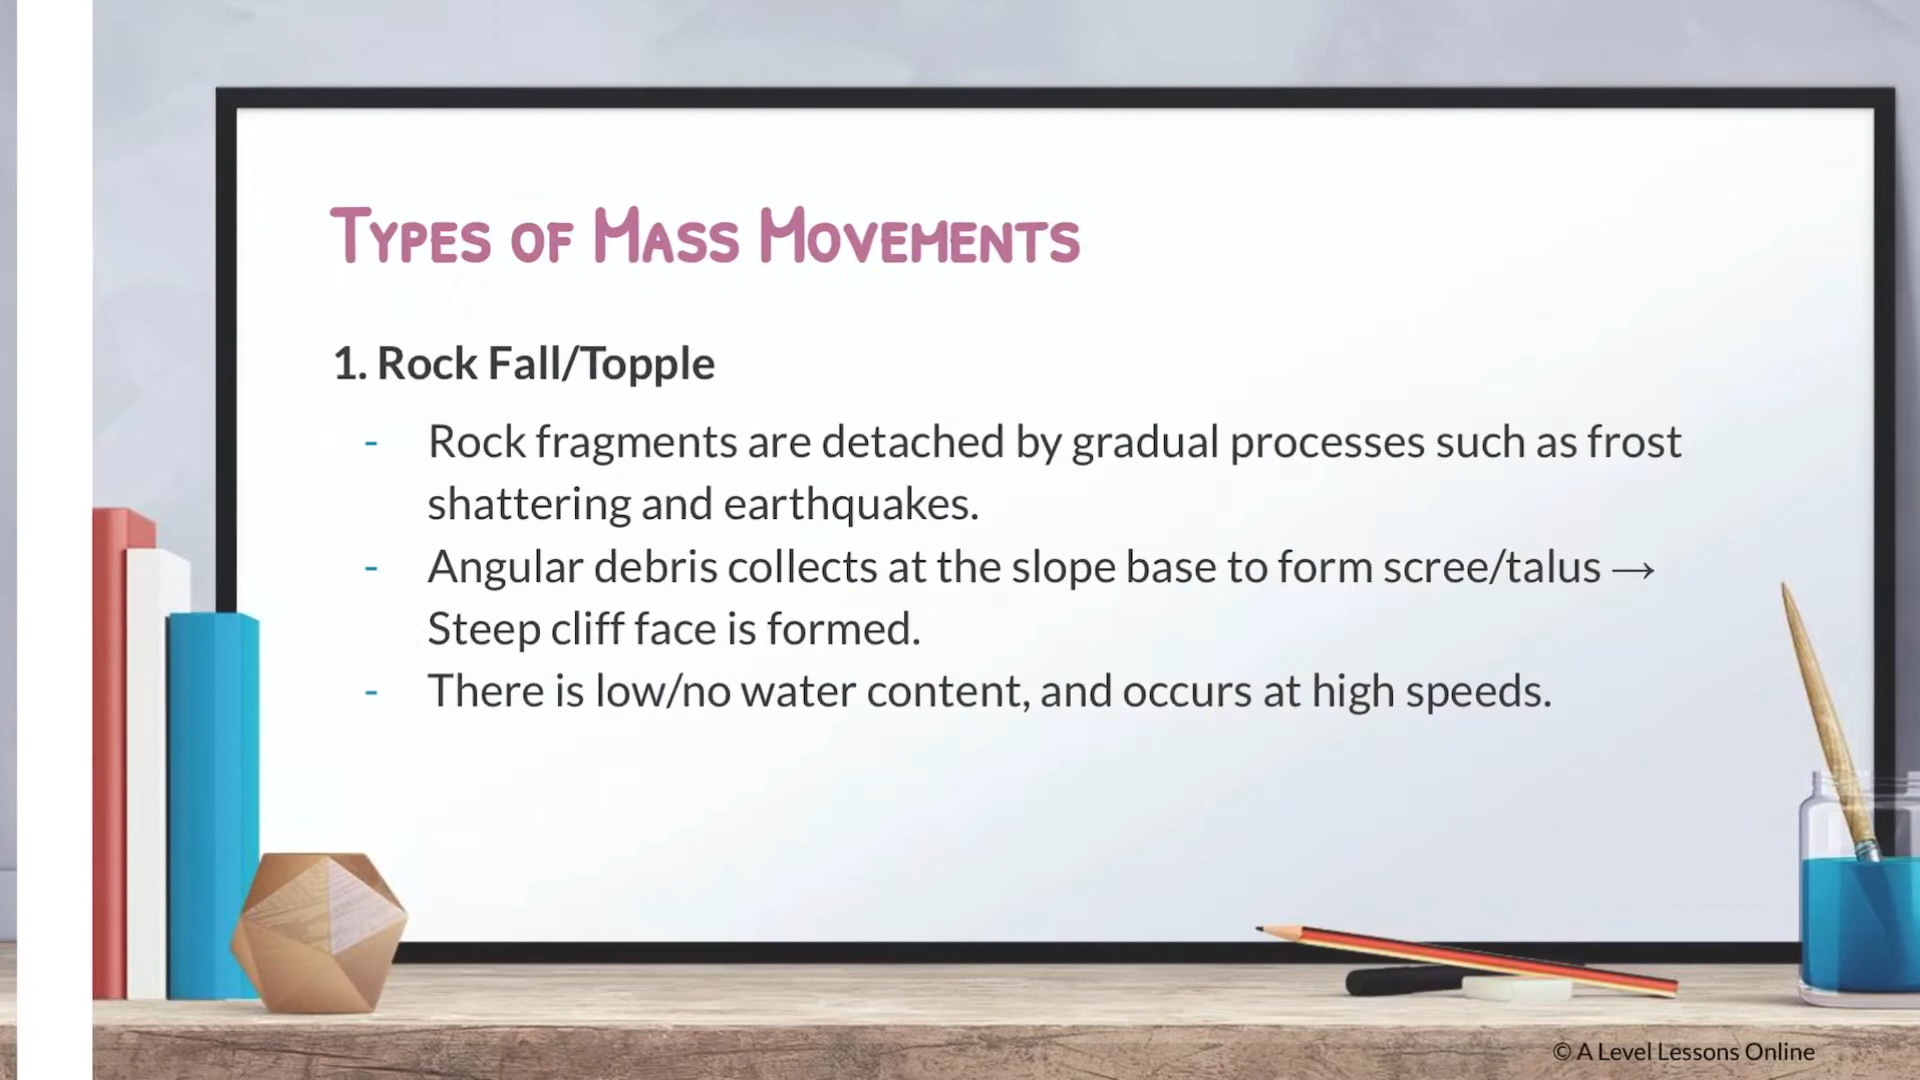 Types of Mass Movements
1. Rock Fall/Topple
- Rock fragments are detached by gradual processes such as frost
shattering and earthquakes.
- Angular debris collects at the slope base to form scree/talus →
Steep cliff face is formed.
- There is low/no water content, and occurs at high speeds.
© A Level Lessons Online